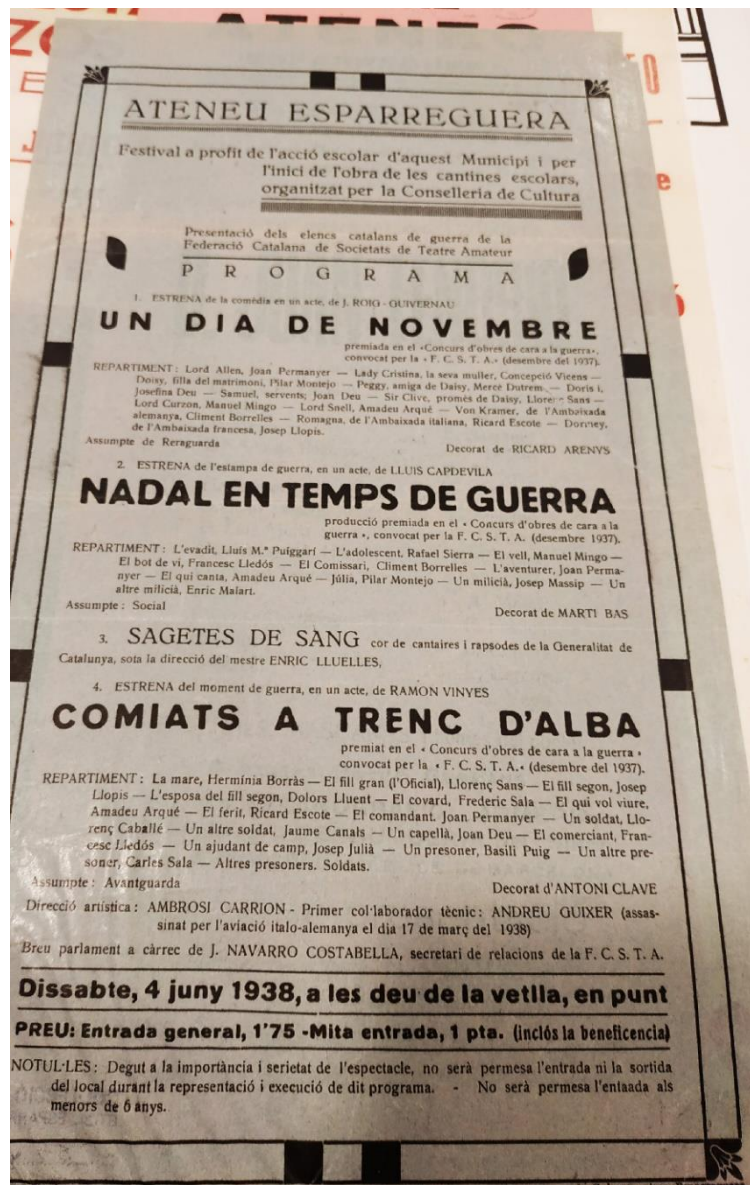 ATENEU ESPARREGUERA
Festival a profit de l'acció escolar d'aquest Municipi i per
l'inici de l'obra de les cantines escolars,
organitzat per la Conselleria de Cultura
Presentació dels elencs catalans de guerra de la
Federació Catalana de Societats de Teatre Amateur
PROGRAMA
1. ESTRENA de la comèdia en un acte, de J. ROIG - GUIVERNAU
UN DIA DE NOVEMBRE
premiada en el «Concurs d'obres de cara a la guerra»,
convocat per la « F. C. S. T. A.» (desembre del 1937).
REPARTIMENT: Lord Allen, Joan Permanyer — Lady Cristina, la seva muller, Concepció Vicens —
Doisy, filla del matrimoni, Pilar Montejo — Peggy, amiga de Daisy, Mercè Dutrem — Doris i,
Josefina Deu — Samuel, servents; Joan Deu — Sir Clive, promès de Daisy, Llorenç Sans —
Lord Curzon, Manuel Mingo — Lord Snell, Amadeu Arqué — Von Kramer, de l'Ambaixada
alemanya, Climent Borrelles — Romagna, de l'Ambaixada italiana, Ricard Escote — Dorney,
de l'Ambaixada francesa, Josep Llopis.
Assumpte de Reraguarda Decorat de RICARD ARENYS
2. ESTRENA de l'estampa de guerra, en un acte, de LLUIS CAPDEVILA
NADAL EN TEMPS DE GUERRA
producció premiada en el « Concurs d'obres de cara a la
guerra », convocat per la F. C. S. T. A. (desembre 1937).
REPARTIMENT: L'evadit, Lluís M.ª Puiggarí — L'adolescent, Rafael Sierra — El vell, Manuel Mingo —
El bot de vi, Francesc Lledós — El Comissari, Climent Borrelles — L'aventurer, Joan Perma-
nyer — El qui canta, Amadeu Arqué — Júlia, Pilar Montejo — Un milicià, Josep Massip — Un
altre milicià, Enric Malart.
Assumpte: Social Decorat de MARTI BAS
3. SAGETES DE SANG cor de cantaires i rapsodes de la Generalitat de
Catalunya, sota la direcció del mestre ENRIC LLUELLES,
4. ESTRENA del moment de guerra, en un acte, de RAMON VINYES
COMIATS A TRENC D'ALBA
premiat en el « Concurs d'obres de cara a la guerra »
convocat per la « F. C. S. T. A.» (desembre del 1937).
REPARTIMENT: La mare, Hermínia Borràs — El fill gran (l'Oficial), Llorenç Sans — El fill segon, Josep
Llopis — L'esposa del fill segon, Dolors Lluent — El covard, Frederic Sala — El qui vol viure,
Amadeu Arqué — El ferit, Ricard Escote — El comandant. Joan Permanyer — Un soldat, Llo-
renç Caballé — Un altre soldat, Jaume Canals — Un capellà, Joan Deu — El comerciant, Fran-
cesc Lledós — Un ajudant de camp, Josep Julià — Un presoner, Basili Puig — Un altre pre-
soner, Carles Sala — Altres presoners. Soldats.
Assumpte: Avantguarda Decorat d'ANTONI CLAVE
Direcció artística: AMBROSI CARRION - Primer col·laborador tècnic: ANDREU GUIXER (assas-
sinat per l'aviació italo-alemanya el dia 17 de març del 1938)
Breu parlament a càrrec de J. NAVARRO COSTABELLA, secretari de relacions de la F. C. S. T. A.
Dissabte, 4 juny 1938, a les deu de la vetlla, en punt
PREU: Entrada general, 1'75 -Mita entrada, 1 pta. (inclós la beneficencia)
NOTUL·LES: Degut a la importància i serietat de l'espectacle, no serà permesa l'entrada ni la sortida
del local durant la representació i execució de dit programa. - No serà permesa l'entaada als
menors de 6 anys.